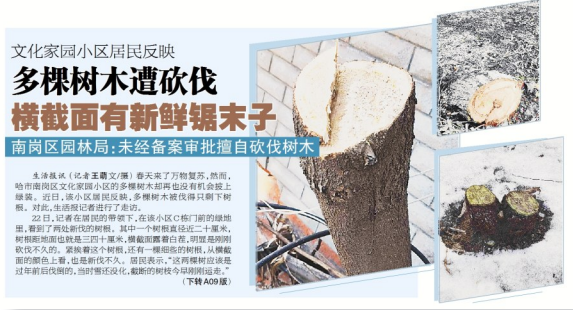 文化家园小区居民反映
多棵树木遭砍伐
横截面有新鲜锯末子
南岗区园林局:未经备案审批擅自砍伐树木
生活报讯(记者王萌文/摄)春天来了万物复苏,然而,
哈市南岗区文化家园小区的多棵树木却再也没有机会披上
绿装。近日,该小区居民反映,多棵树木被伐得只剩下树
根。对此,生活报记者进行了走访。
22日,记者在居民的带领下,在该小区C栋门前的绿地
里,看到了两处新伐的树根。其中一个树根直径近二十厘米,
树根距地面也就是三四十厘米,横截面露着白茬,明显是刚刚
砍伐不久的。紧挨着这个树根,还有一棵细些的树根,从横截
面的颜色上看,也是新伐不久。居民表示,“这两棵树应该是
过年前后伐倒的,当时雪还没化,截断的树枝今早刚刚运走。”
(下转A09版)